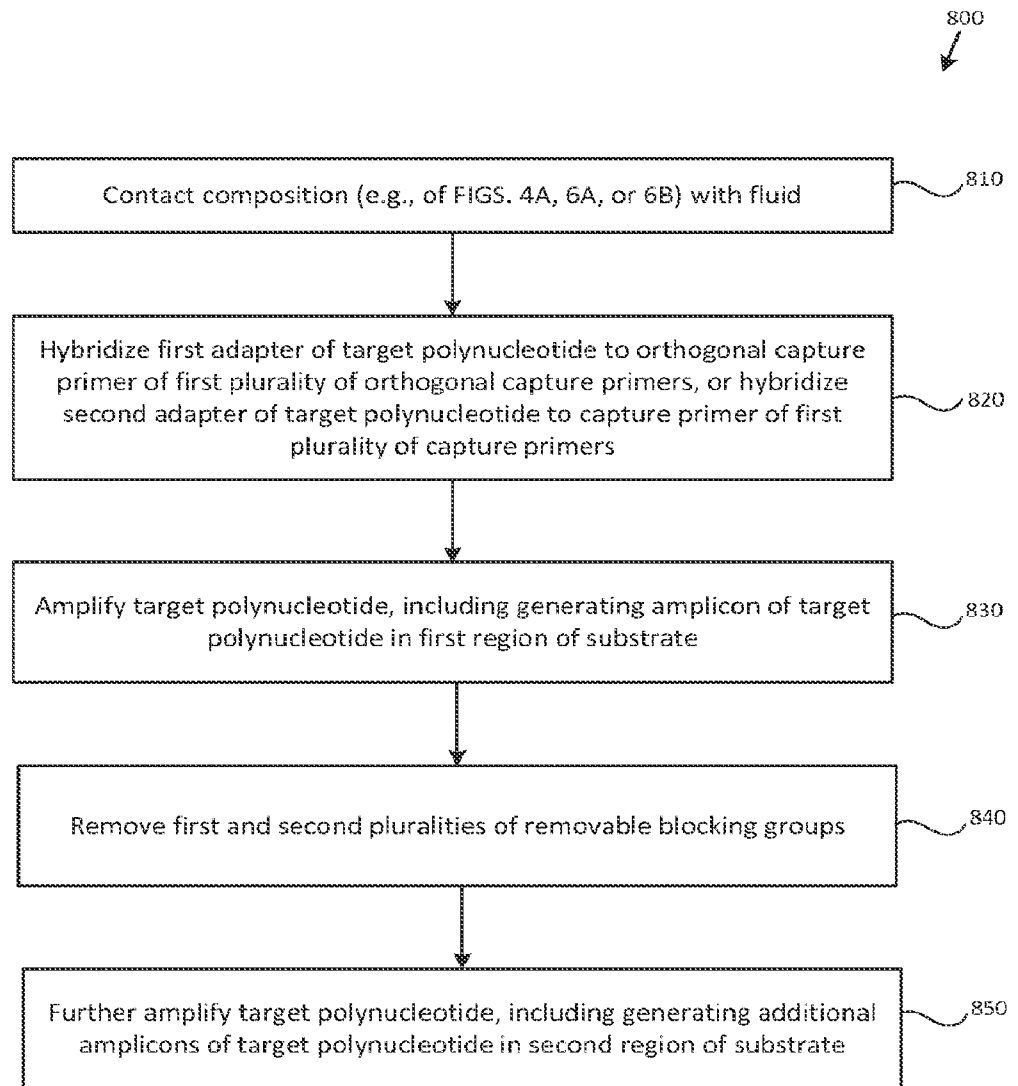 800
Contact composition (e.g., of FIGS. 4A, 6A, or 6B) with fluid
810
Hybridize first adapter of target polynucleotide to orthogonal capture
primer of first plurality of orthogonal capture primers, or hybridize
second adapter of target polynucleotide to capture primer of first
plurality of capture primers
820
Amplify target polynucleotide, including generating amplicon of target
polynucleotide in first region of substrate
830
Remove first and second pluralities of removable blocking groups
840
Further amplify target polynucleotide, including generating additional
amplicons of target polynucleotide in second region of substrate
850